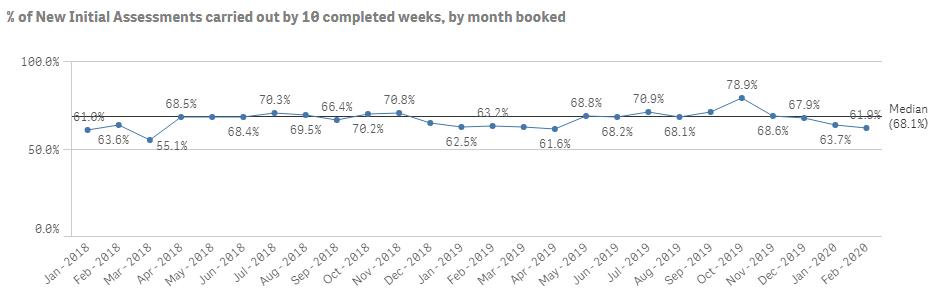 % of New Initial Assessments carried out by 10 completed weeks, by month booked
100.0%
50.0%
0.0%
61.0%
63.6%
55.1%
68.5%
68.4%
70.3%
69.5%
66.4%
70.2%
70.8%
62.5%
63.2%
61.6%
68.8%
68.2%
70.9%
68.1%
78.9%
68.6%
67.9%
63.7%
61.9%
Median
(68.1%)
Jan-2018
Feb-2018
Mar-2018
Apr-2018
May-2018
Jun-2018
Jul-2018
Aug-2018
Sep-2018
Oct-2018
Nov-2018
Dec-2018
Jan-2019
Feb-2019
Mar-2019
Apr-2019
May-2019
Jun-2019
Jul-2019
Aug-2019
Sep-2019
Oct-2019
Nov-2019
Dec-2019
Jan-2020
Feb-2020